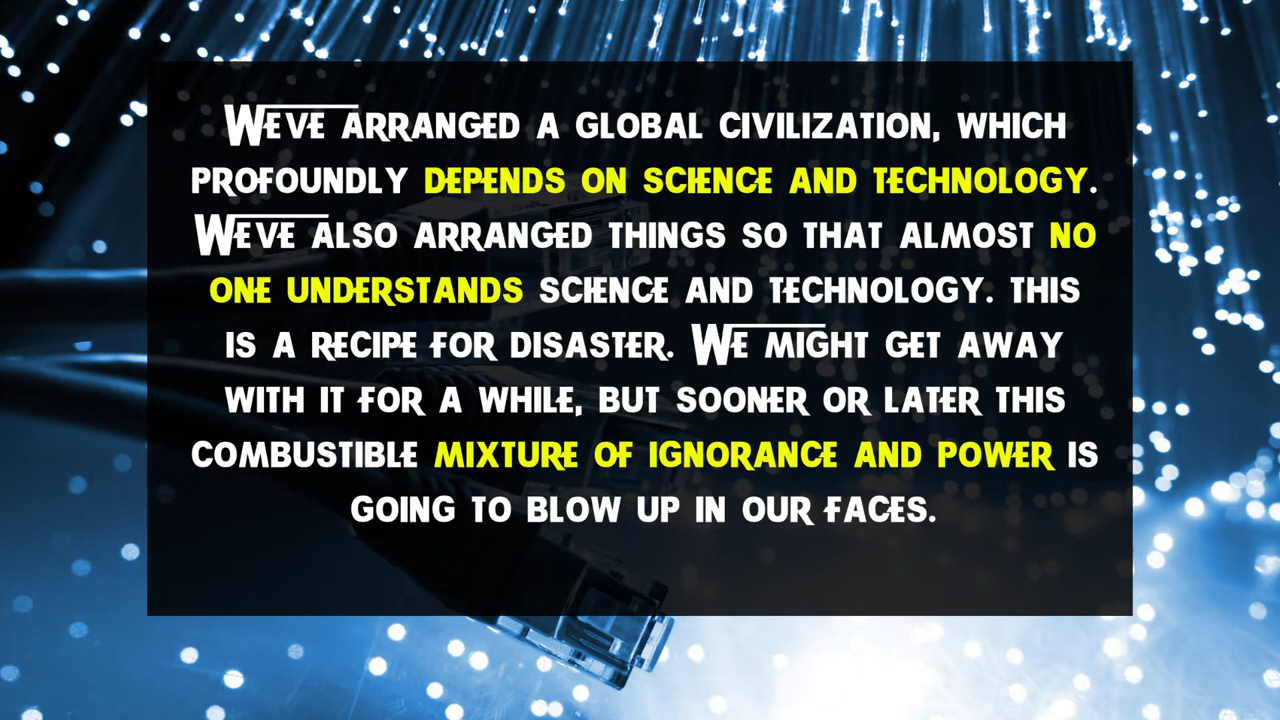 WEVE ARRANGED A GLOBAL CIVILIZATION, WHICH
PROFOUNDLY DEPENDS ON SCIENCE AND TECHNOLOGY.
WEVE ALSO ARRANGED THINGS SO THAT ALMOST NO
ONE UNDERSTANDS SCIENCE AND TECHNOLOGY. THIS
IS A RECIPE FOR DISASTER. WE MIGHT GET AWAY
WITH IT FOR A WHILE, BUT SOONER OR LATER THIS
COMBUSTIBLE MIXTURE OF IGNORANCE AND POWER IS
GOING TO BLOW UP IN OUR FACES.